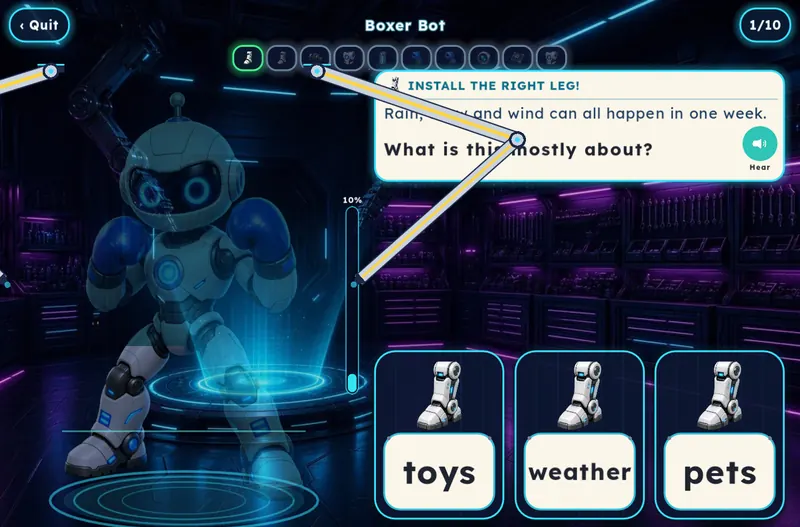 ‹ Quit
Boxer Bot
1/10
INSTALL THE RIGHT LEG!
Rain, and wind can all happen in one week.
What is this mostly about?
Hear
10%
toys
weather
pets